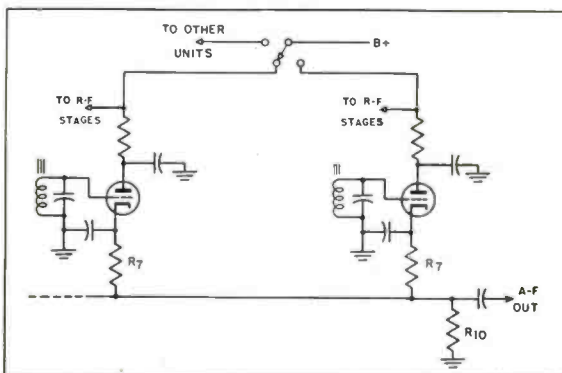 TO OTHER
UNITS
B+
TO R-F
STAGES
TO R-F
STAGES
R7
R7
A-F
OUT
R10